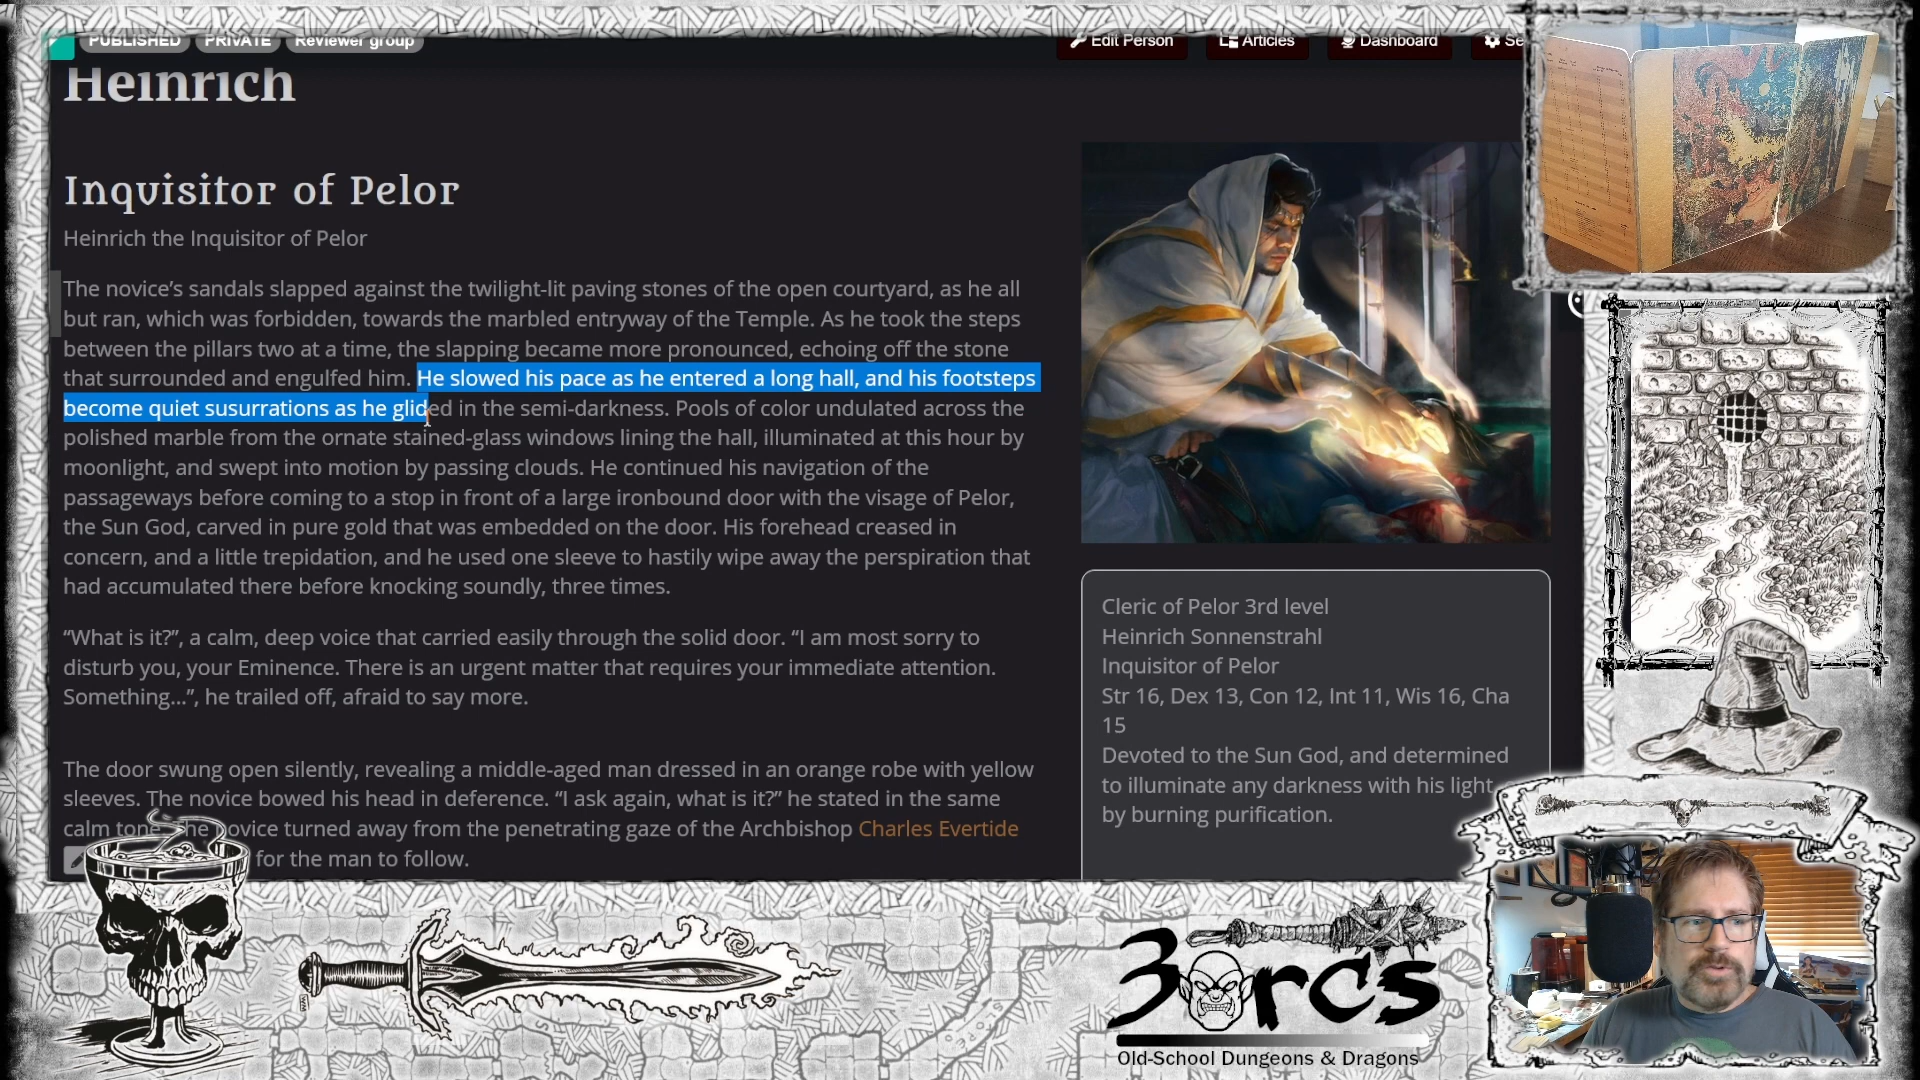 PUBLISHED PRIVATE Reviewer group
Edit Person Articles Dashboard Se
Heinrich
Inquisitor of Pelor
Heinrich the Inquisitor of Pelor
The novice’s sandals slapped against the twilight-lit paving stones of the open courtyard, as he all
but ran, which was forbidden, towards the marbled entryway of the Temple. As he took the steps
between the pillars two at a time, the slapping became more pronounced, echoing off the stone
that surrounded and engulfed him. He slowed his pace as he entered a long hall, and his footsteps
become quiet susurrations as he glided in the semi-darkness. Pools of color undulated across the
polished marble from the ornate stained-glass windows lining the hall, illuminated at this hour by
moonlight, and swept into motion by passing clouds. He continued his navigation of the
passageways before coming to a stop in front of a large ironbound door with the visage of Pelor,
the Sun God, carved in pure gold that was embedded on the door. His forehead creased in
concern, and a little trepidation, and he used one sleeve to hastily wipe away the perspiration that
had accumulated there before knocking soundly, three times.
“What is it?”, a calm, deep voice that carried easily through the solid door. “I am most sorry to
disturb you, your Eminence. There is an urgent matter that requires your immediate attention.
Something...”, he trailed off, afraid to say more.
The door swung open silently, revealing a middle-aged man dressed in an orange robe with yellow
sleeves. The novice bowed his head in deference. “I ask again, what is it?” he stated in the same
calm tone. The novice turned away from the penetrating gaze of the Archbishop Charles Evertide
for the man to follow.
Cleric of Pelor 3rd level
Heinrich Sonnenstrahl
Inquisitor of Pelor
Str 16, Dex 13, Con 12, Int 11, Wis 16, Cha
15
Devoted to the Sun God, and determined
to illuminate any darkness with his light
by burning purification.
3 orcs
Old-School Dungeons & Dragons